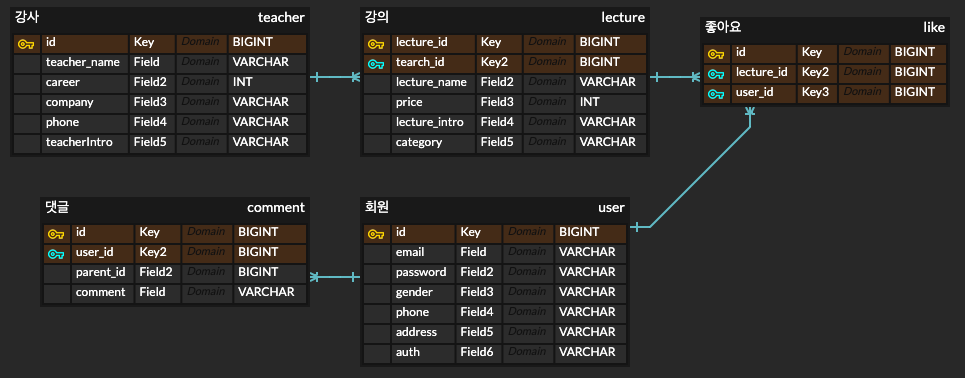 강사 teacher
id Key Domain BIGINT
teacher_name Field Domain VARCHAR
career Field2 Domain INT
company Field3 Domain VARCHAR
phone Field4 Domain VARCHAR
teacherIntro Field5 Domain VARCHAR
강의 lecture
lecture_id Key Domain BIGINT
tearch_id Key2 Domain BIGINT
lecture_name Field2 Domain VARCHAR
price Field3 Domain INT
lecture_intro Field4 Domain VARCHAR
category Field5 Domain VARCHAR
좋아요 like
id Key Domain BIGINT
lecture_id Key2 Domain BIGINT
user_id Key3 Domain BIGINT
댓글 comment
id Key Domain BIGINT
user_id Key2 Domain BIGINT
parent_id Field2 Domain BIGINT
comment Field Domain VARCHAR
회원 user
id Key Domain BIGINT
email Field Domain VARCHAR
password Field2 Domain VARCHAR
gender Field3 Domain VARCHAR
phone Field4 Domain VARCHAR
address Field5 Domain VARCHAR
auth Field6 Domain VARCHAR